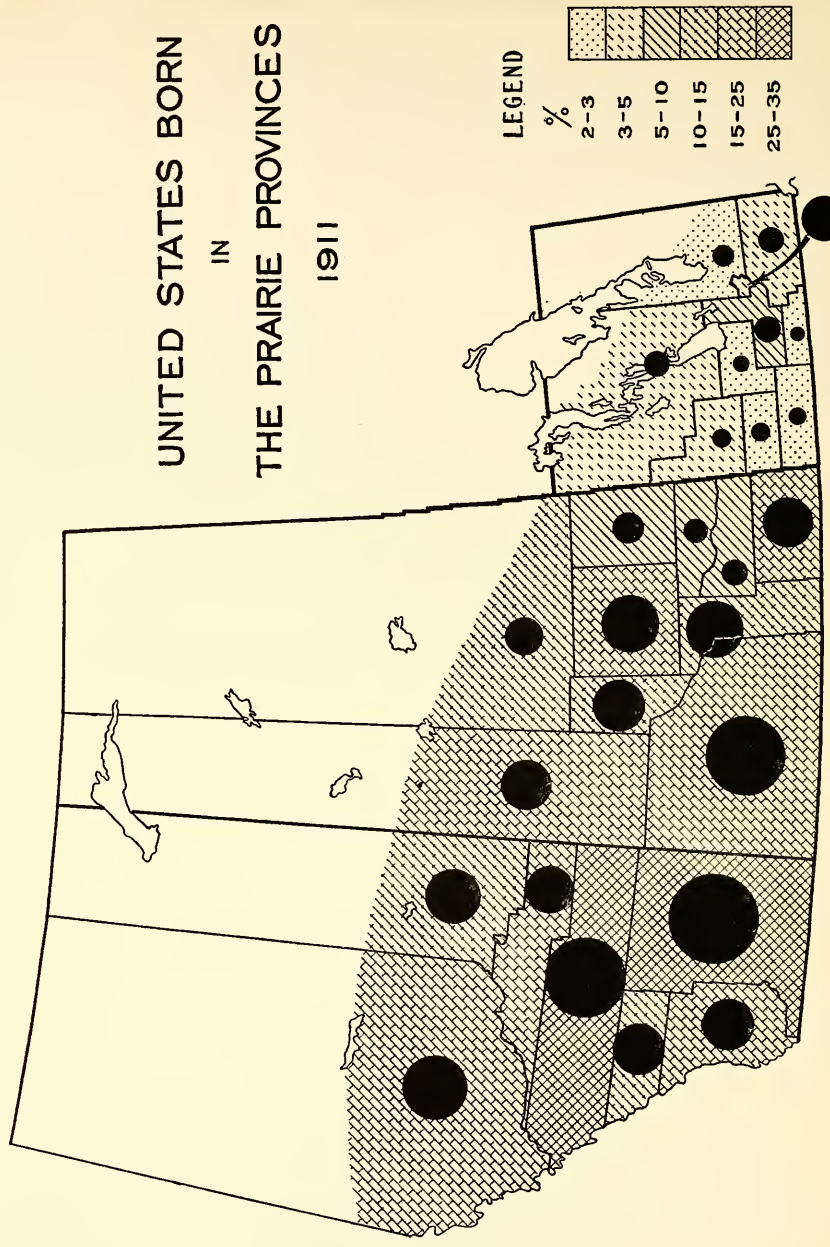 UNITED STATES BORN
IN
THE PRAIRIE PROVINCES
1911
LEGEND
%
2-3
3-5
5-10
10-15
15-25
25-35